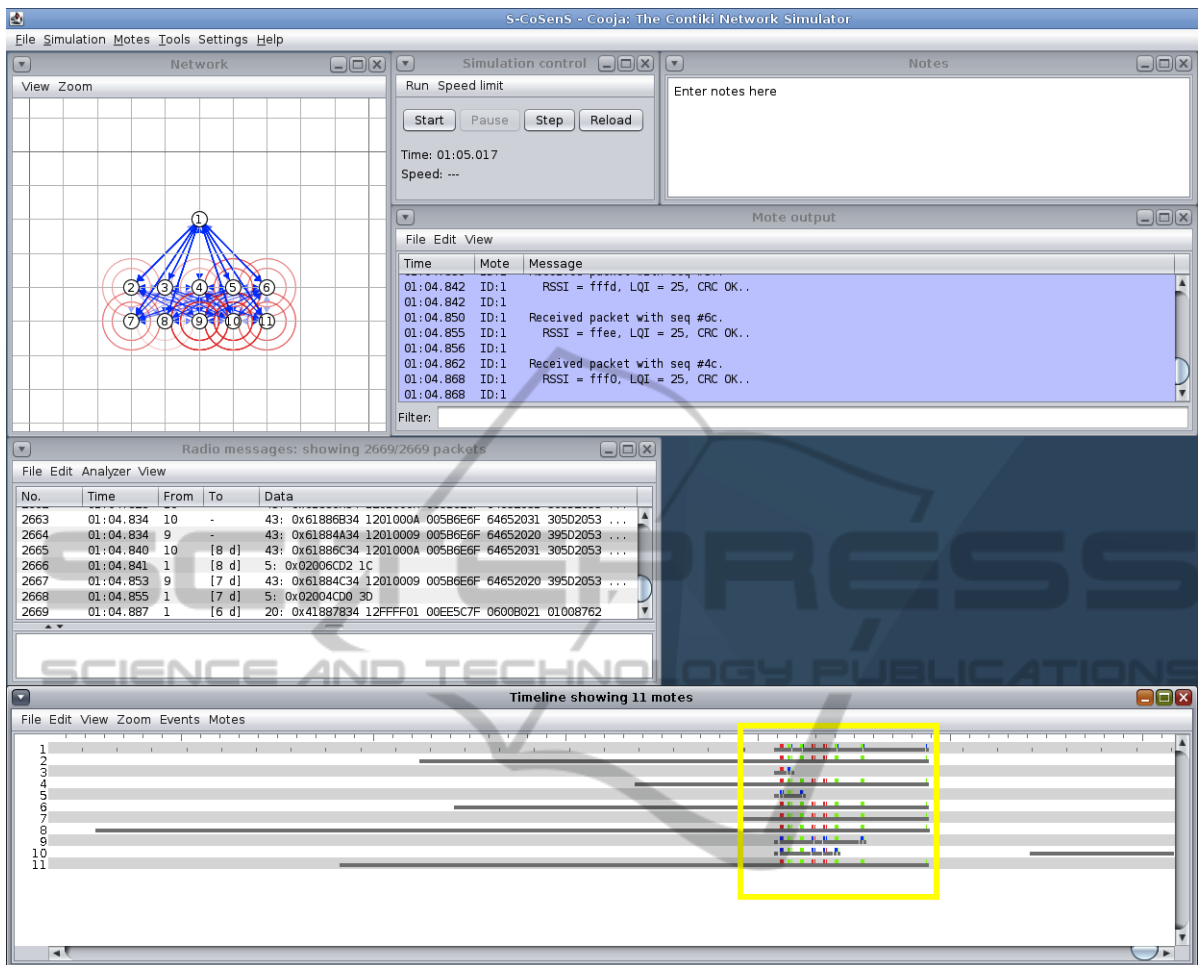 S-CoSenS - Cooja: The Contiki Network Simulator
File Simulation Motes Tools Settings Help
Network
View Zoom
1
2 3 4 5 6
7 8 9 10 11
Simulation control
Run Speed limit
Start Pause Step Reload
Time: 01:05.017
Speed: ---
Notes
Enter notes here
Mote output
File Edit View
Time Mote Message
01:04.842 ID:1 RSSI = fffd, LQI = 25, CRC OK..
01:04.842 ID:1
01:04.850 ID:1 Received packet with seq #6c.
01:04.855 ID:1 RSSI = ffee, LQI = 25, CRC OK..
01:04.856 ID:1
01:04.862 ID:1 Received packet with seq #4c.
01:04.868 ID:1 RSSI = fff0, LQI = 25, CRC OK..
01:04.868 ID:1
Filter:
Radio messages: showing 2669/2669 packets
File Edit Analyzer View
No. Time From To Data
2663 01:04.834 10 - 43: 0x61886B34 1201000A 005B6E6F 64652031 305D2053 ...
2664 01:04.834 9 - 43: 0x61884A34 12010009 005B6E6F 64652020 395D2053 ...
2665 01:04.840 10 [8 d] 43: 0x61886C34 1201000A 005B6E6F 64652031 305D2053 ...
2666 01:04.841 1 [8 d] 5: 0x02006CD2 1C
2667 01:04.853 9 [7 d] 43: 0x61884C34 12010009 005B6E6F 64652020 395D2053 ...
2668 01:04.855 1 [7 d] 5: 0x02004CD0 3D
2669 01:04.887 1 [6 d] 20: 0x41887834 12FFFF01 00EE5C7F 0600B021 01008762
SCITEPRESS
SCIENCE AND TECHNOLOGY PUBLICATIONS
Timeline showing 11 motes
File Edit View Zoom Events Motes
1
2
3
4
5
6
7
8
9
10
11